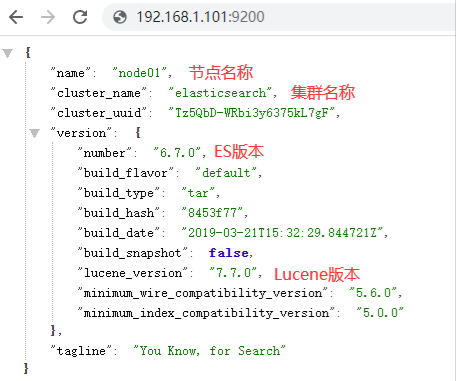 192.168.1.101:9200
{
"name": "node01", 节点名称
"cluster_name": "elasticsearch", 集群名称
"cluster_uuid": "Tz5QbD-WRbi3y6375kL7gF",
"version": {
"number": "6.7.0", ES版本
"build_flavor": "default",
"build_type": "tar",
"build_hash": "8453f77",
"build_date": "2019-03-21T15:32:29.844721Z",
"build_snapshot": false,
"lucene_version": "7.7.0", Lucene版本
"minimum_wire_compatibility_version": "5.6.0",
"minimum_index_compatibility_version": "5.0.0"
},
"tagline": "You Know, for Search"
}